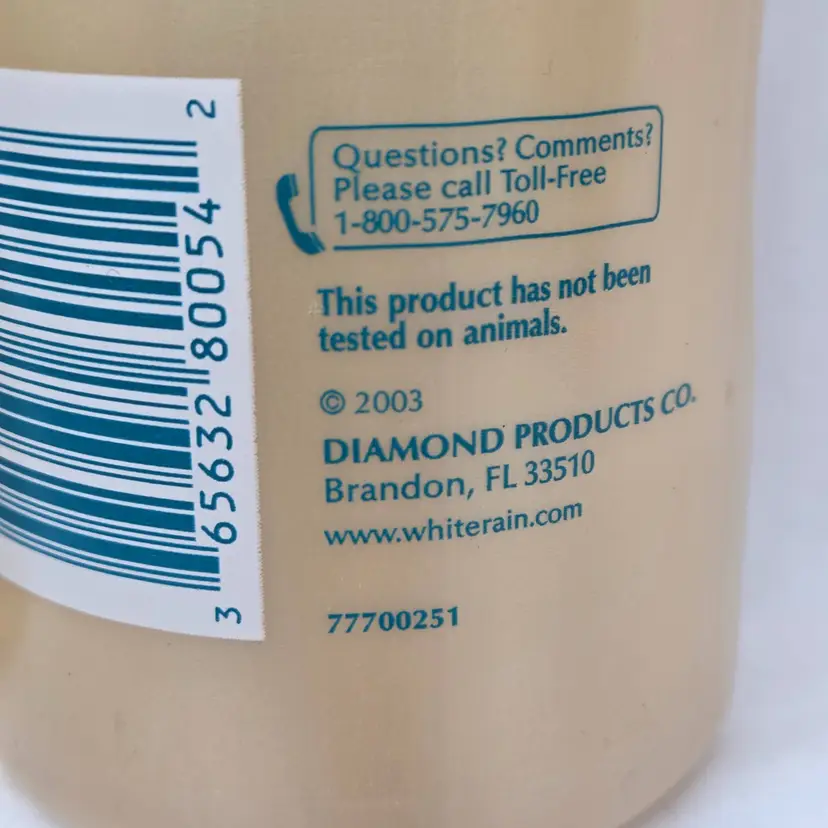 3 65632 80054 2
Questions? Comments?
Please call Toll-Free
1-800-575-7960
This product has not been
tested on animals.
© 2003
DIAMOND PRODUCTS CO.
Brandon, FL 33510
www.whiterain.com
77700251